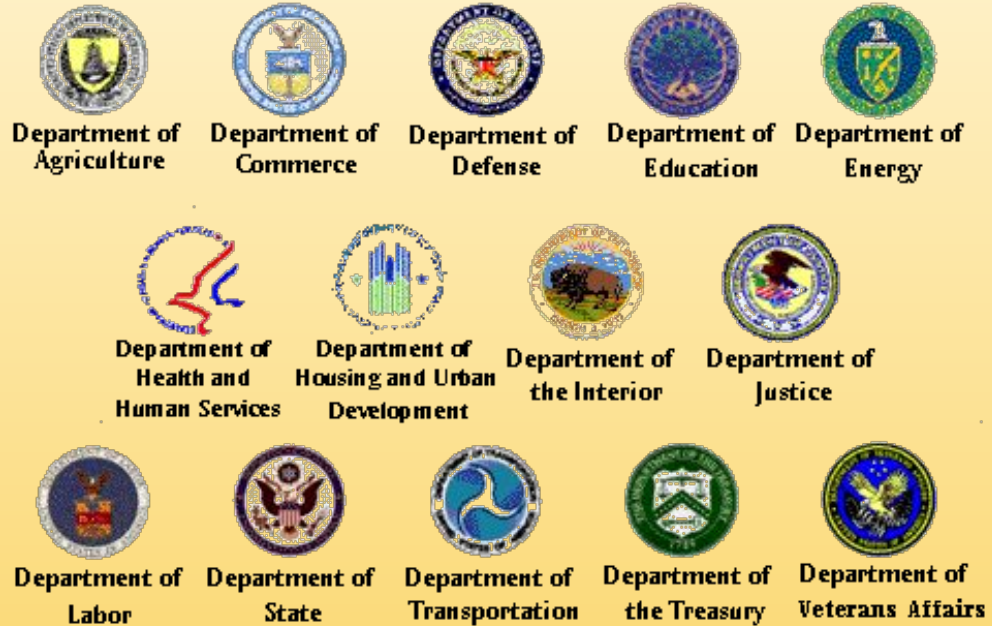 Department of
Agriculture
Department of
Commerce
Department of
Defense
Department of
Education
Department of
Energy
Department of
Health and
Human Services
Department of
Housing and Urban
Development
Department of
the Interior
Department of
Justice
Department of
Labor
Department of
State
Department of
Transportation
Department of
the Treasury
Department of
Veterans Affairs